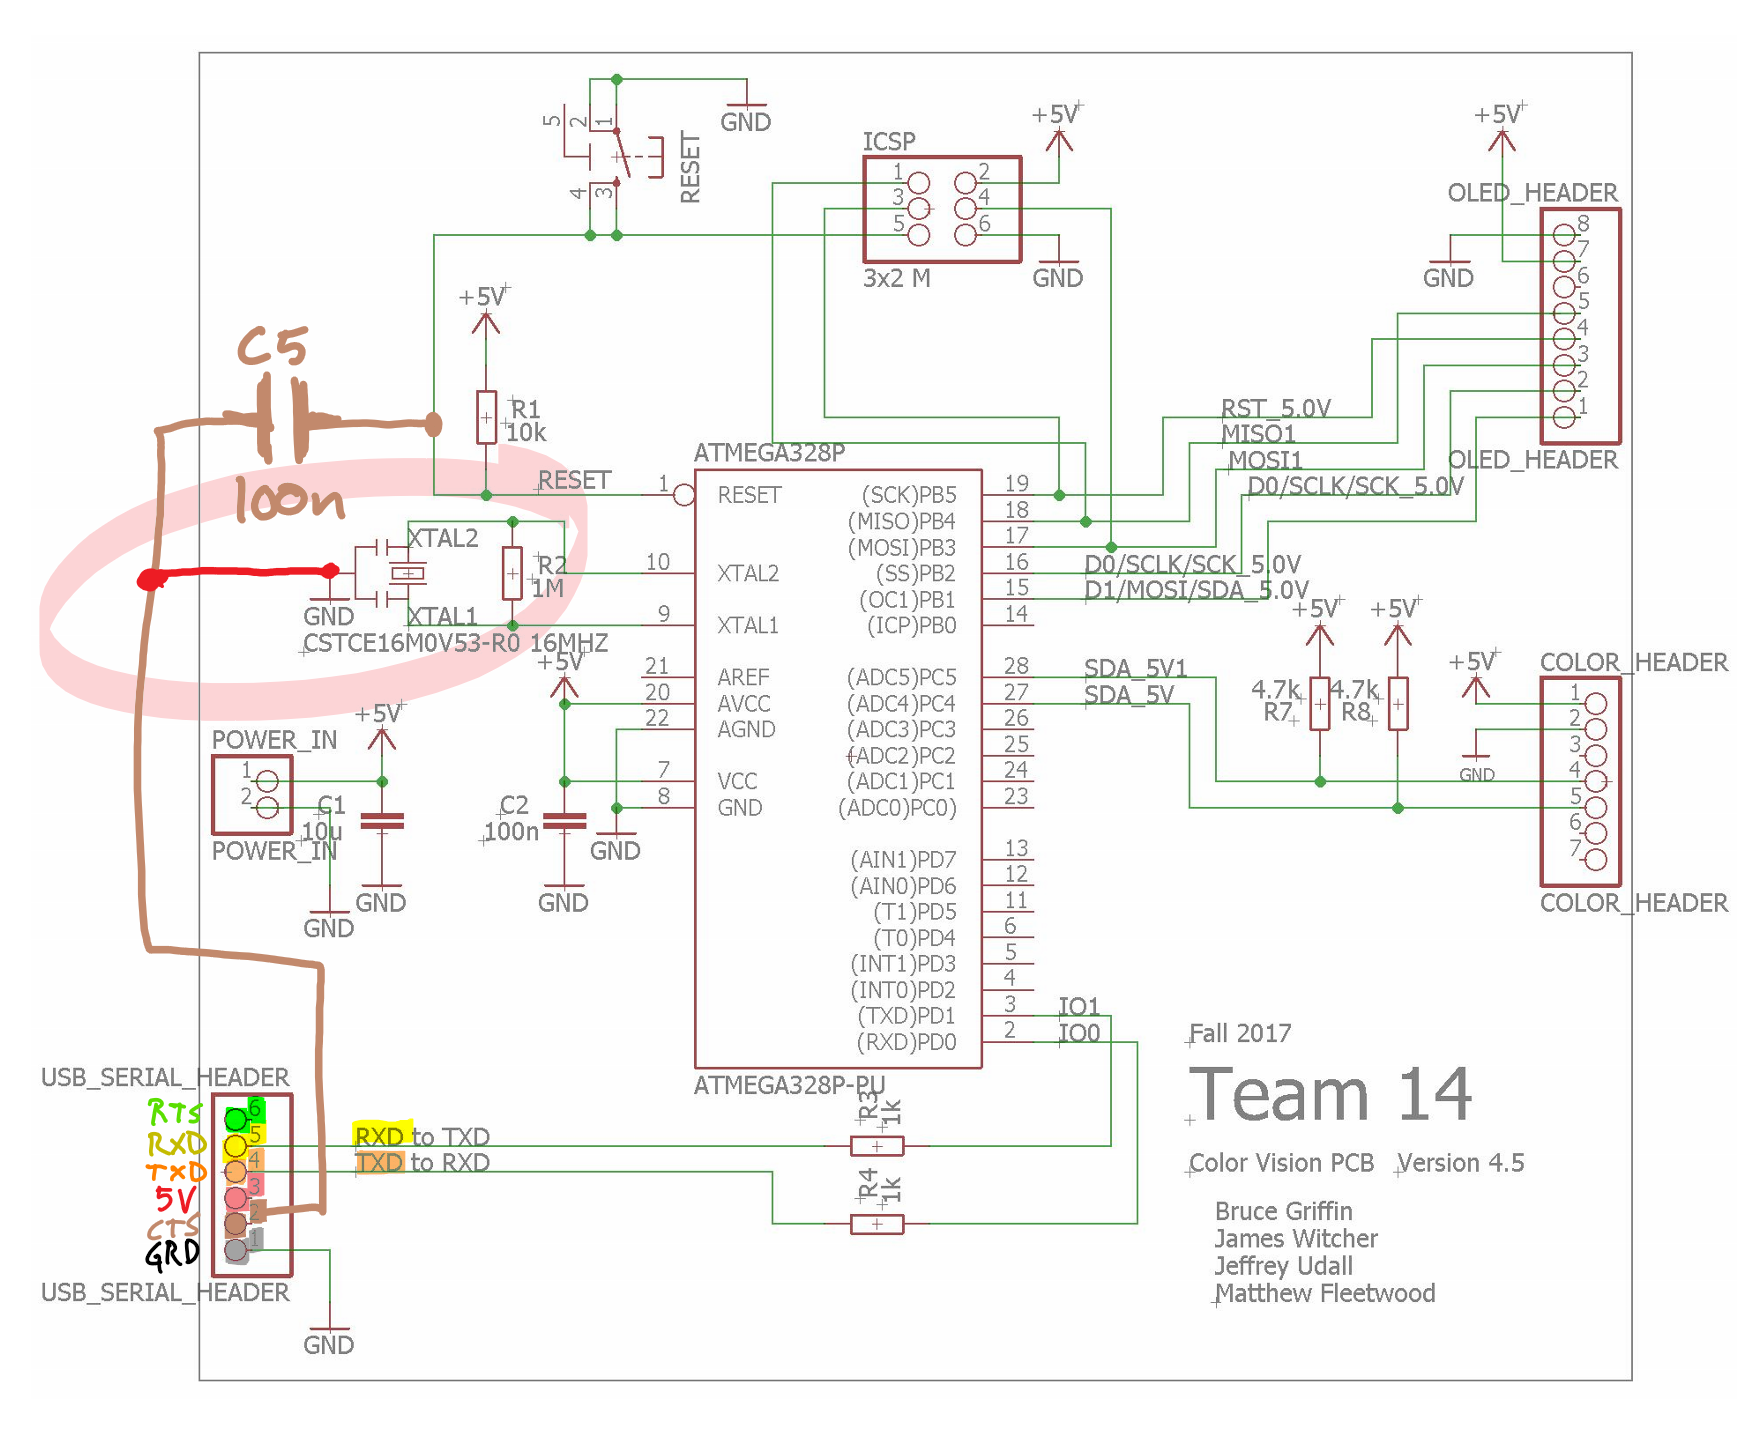 5
2
1
GND
4
3
RESET
ICSP
1
2
3
4
5
6
3x2 M
+5V
GND
+5V
OLED_HEADER
8
7
6
5
4
3
2
1
OLED_HEADER
GND
+5V
R1
10k
C5
100n
RESET
XTAL2
XTAL1
R2
1M
GND
CSTCE16M0V53-R0 16MHZ
ATMEGA328P
1
RESET
10
XTAL2
9
XTAL1
21
AREF
20
AVCC
22
AGND
7
VCC
8
GND
(SCK)PB5
19
(MISO)PB4
18
(MOSI)PB3
17
(SS)PB2
16
(OC1)PB1
15
(ICP)PB0
14
(ADC5)PC5
28
(ADC4)PC4
27
(ADC3)PC3
26
(ADC2)PC2
25
(ADC1)PC1
24
(ADC0)PC0)
23
(AIN1)PD7
13
(AIN0)PD6
12
(T1)PD5
11
(T0)PD4
6
(INT1)PD3
5
(INT0)PD2
4
(TXD)PD1
3
(RXD)PD0
2
ATMEGA328P-PU
RST_5.0V
MISO1
MOSI1
D0/SCLK/SCK_5.0V
D0/SCLK/SCK_5.0V
D1/MOSI/SDA_5.0V
SDA_5V1
SDA_5V
+5V
+5V
4.7k
R7
4.7k
R8
+5V
GND
COLOR_HEADER
1
2
3
4
5
6
7
COLOR_HEADER
POWER_IN
1
2
POWER_IN
+5V
C1
10u
GND
GND
+5V
C2
100n
GND
GND
IO1
IO0
USB_SERIAL_HEADER
RTS
6
RXD
5
TXD
4
5V
3
CTS
2
GRD
1
USB_SERIAL_HEADER
GND
RXD to TXD
TXD to RXD
R3
1k
R4
1k
Fall 2017
Team 14
Color Vision PCB Version 4.5
Bruce Griffin
James Witcher
Jeffrey Udall
Matthew Fleetwood